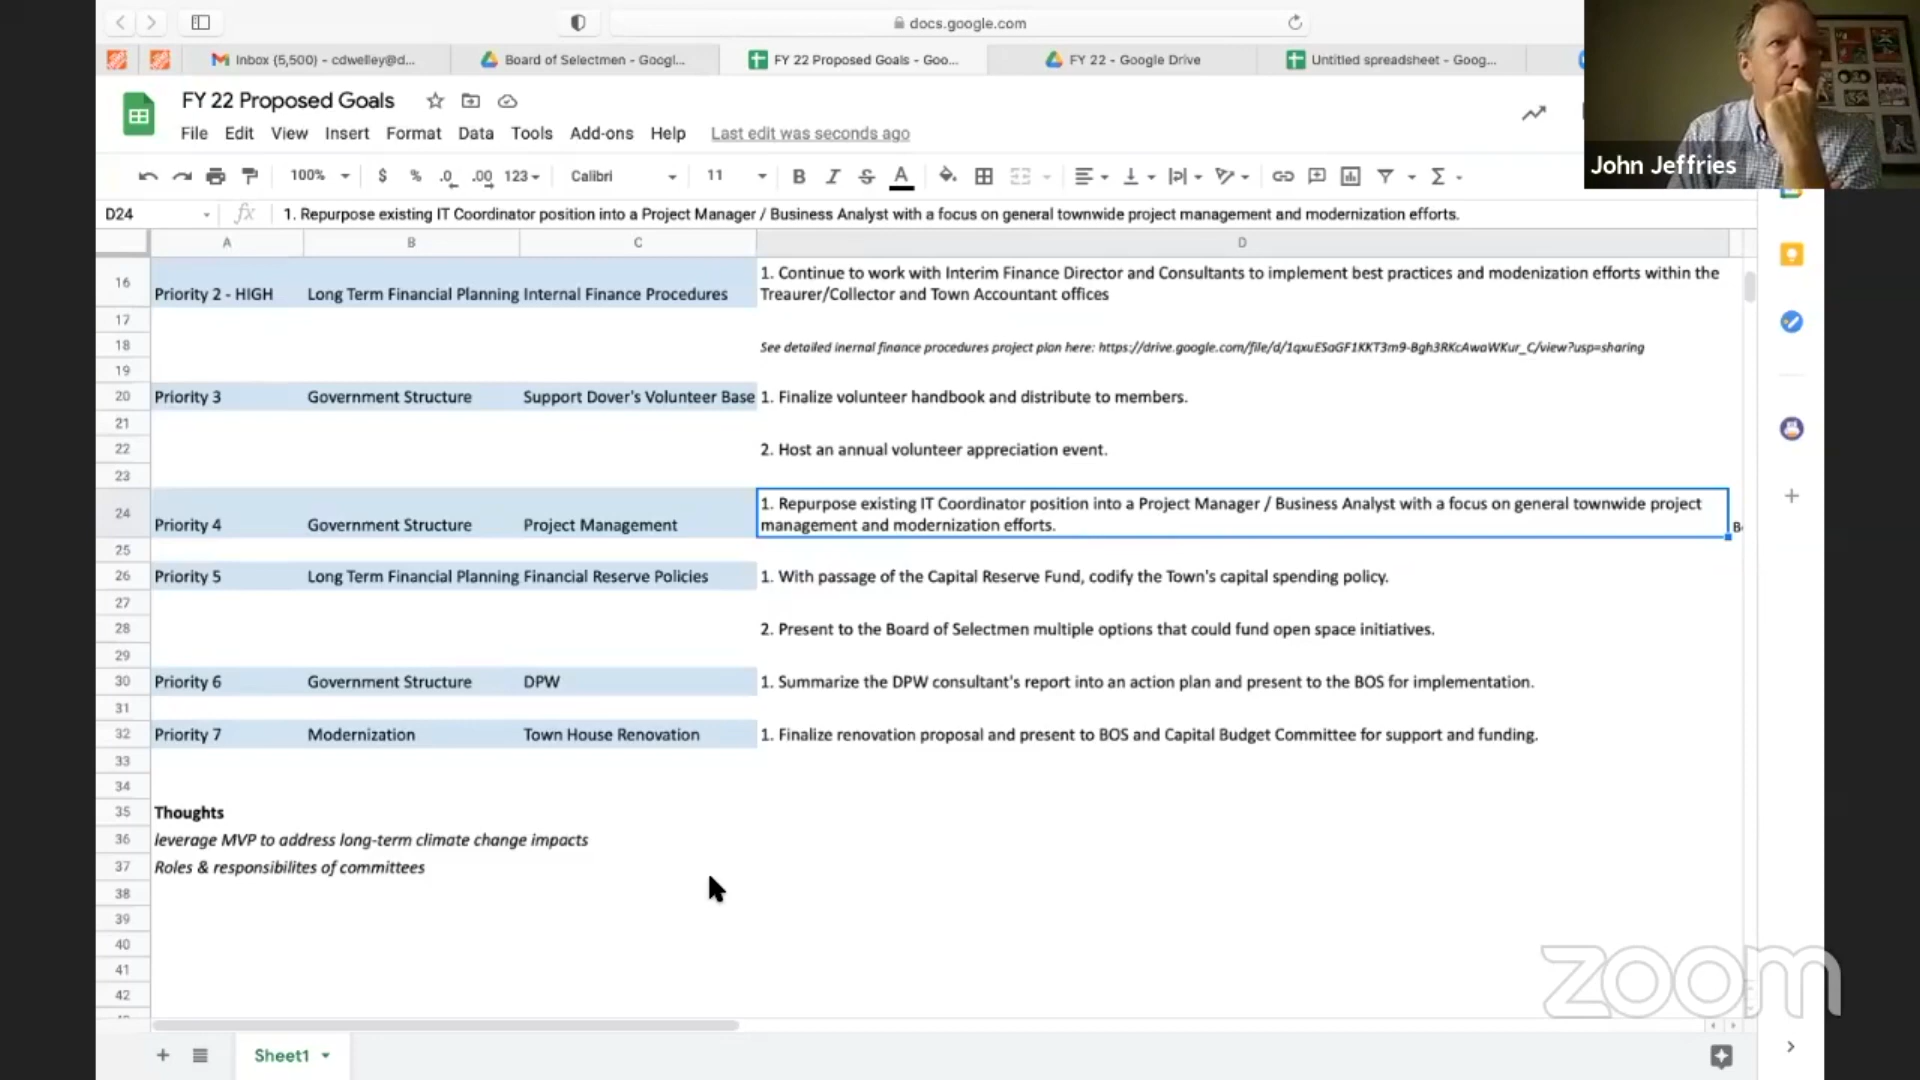 docs.google.com
Inbox (5,500) - cdwelley@d...
Board of Selectmen - Googl...
FY 22 Proposed Goals - Goo...
FY 22 - Google Drive
Untitled spreadsheet - Goog...
FY 22 Proposed Goals
File Edit View Insert Format Data Tools Add-ons Help Last edit was seconds ago
100% $ % .0 .00 123 Calibri 11 B I S A
John Jeffries
D24 fx 1. Repurpose existing IT Coordinator position into a Project Manager / Business Analyst with a focus on general townwide project management and modernization efforts.
A B C D
16 Priority 2 - HIGH Long Term Financial Planning Internal Finance Procedures 1. Continue to work with Interim Finance Director and Consultants to implement best practices and modenization efforts within the
Treaurer/Collector and Town Accountant offices
17
18 See detailed inernal finance procedures project plan here: https://drive.google.com/file/d/1qxuESaGF1KKT3m9-Bgh3RKcAwaWKur_C/view?usp=sharing
19
20 Priority 3 Government Structure Support Dover's Volunteer Base 1. Finalize volunteer handbook and distribute to members.
21
22 2. Host an annual volunteer appreciation event.
23
24 Priority 4 Government Structure Project Management 1. Repurpose existing IT Coordinator position into a Project Manager / Business Analyst with a focus on general townwide project
management and modernization efforts.
25
26 Priority 5 Long Term Financial Planning Financial Reserve Policies 1. With passage of the Capital Reserve Fund, codify the Town's capital spending policy.
27
28 2. Present to the Board of Selectmen multiple options that could fund open space initiatives.
29
30 Priority 6 Government Structure DPW 1. Summarize the DPW consultant's report into an action plan and present to the BOS for implementation.
31
32 Priority 7 Modernization Town House Renovation 1. Finalize renovation proposal and present to BOS and Capital Budget Committee for support and funding.
33
34
35 Thoughts
36 leverage MVP to address long-term climate change impacts
37 Roles & responsibilites of committees
38
39
40
41
42
zoom
Sheet1